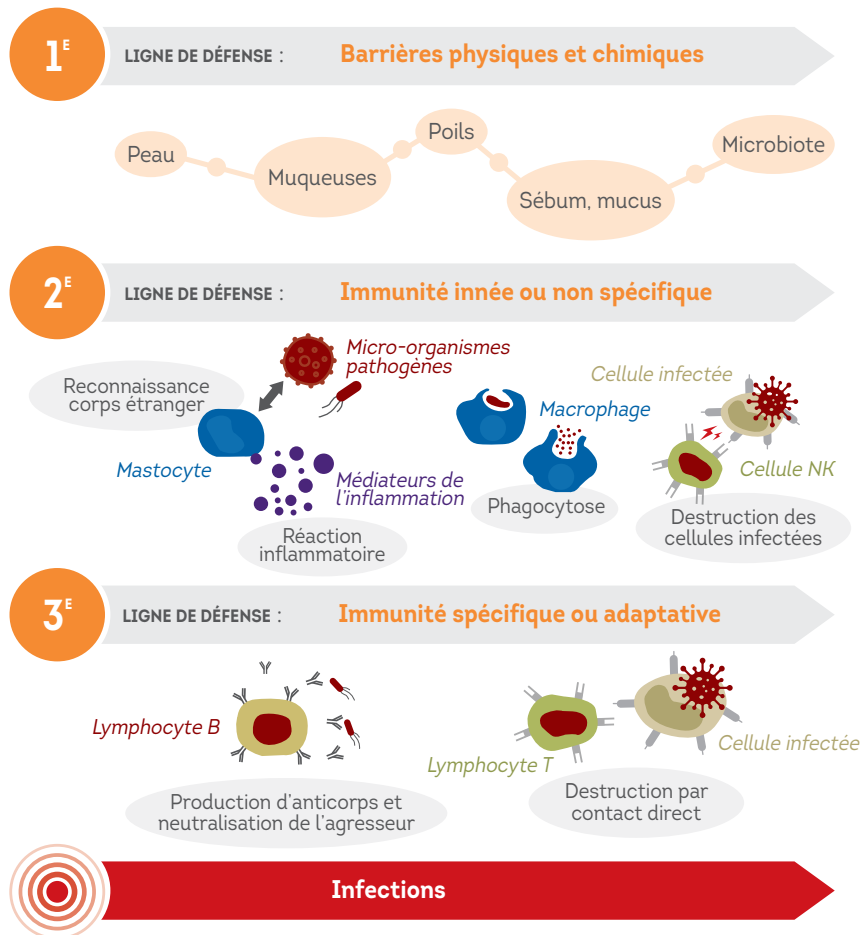 1E LIGNE DE DÉFENSE : Barrières physiques et chimiques
Peau
Muqueuses
Poils
Sébum, mucus
Microbiote
2E LIGNE DE DÉFENSE : Immunité innée ou non spécifique
Reconnaissance
corps étranger
Micro-organismes
pathogènes
Mastocyte
Médiateurs de
l'inflammation
Réaction
inflammatoire
Macrophage
Phagocytose
Cellule infectée
Cellule NK
Destruction des
cellules infectées
3E LIGNE DE DÉFENSE : Immunité spécifique ou adaptative
Lymphocyte B
Production d'anticorps et
neutralisation de l'agresseur
Lymphocyte T
Cellule infectée
Destruction par
contact direct
Infections